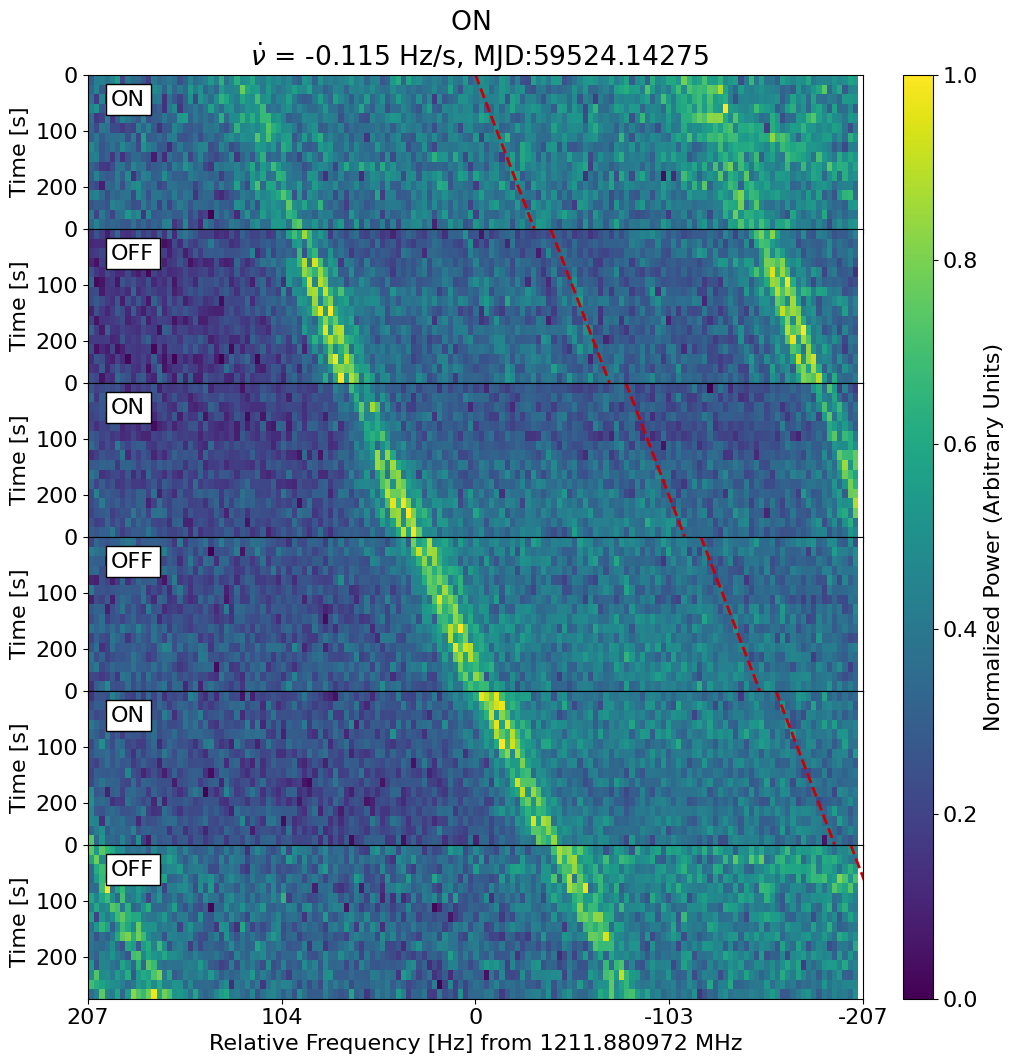 ON
ν̇ = -0.115 Hz/s, MJD:59524.14275
0
100
200
Time [s]
ON
0
100
200
Time [s]
OFF
0
100
200
Time [s]
ON
0
100
200
Time [s]
OFF
0
100
200
Time [s]
ON
0
100
200
Time [s]
OFF
207
104
0
-103
-207
Relative Frequency [Hz] from 1211.880972 MHz
1.0
0.8
0.6
0.4
0.2
0.0
Normalized Power (Arbitrary Units)